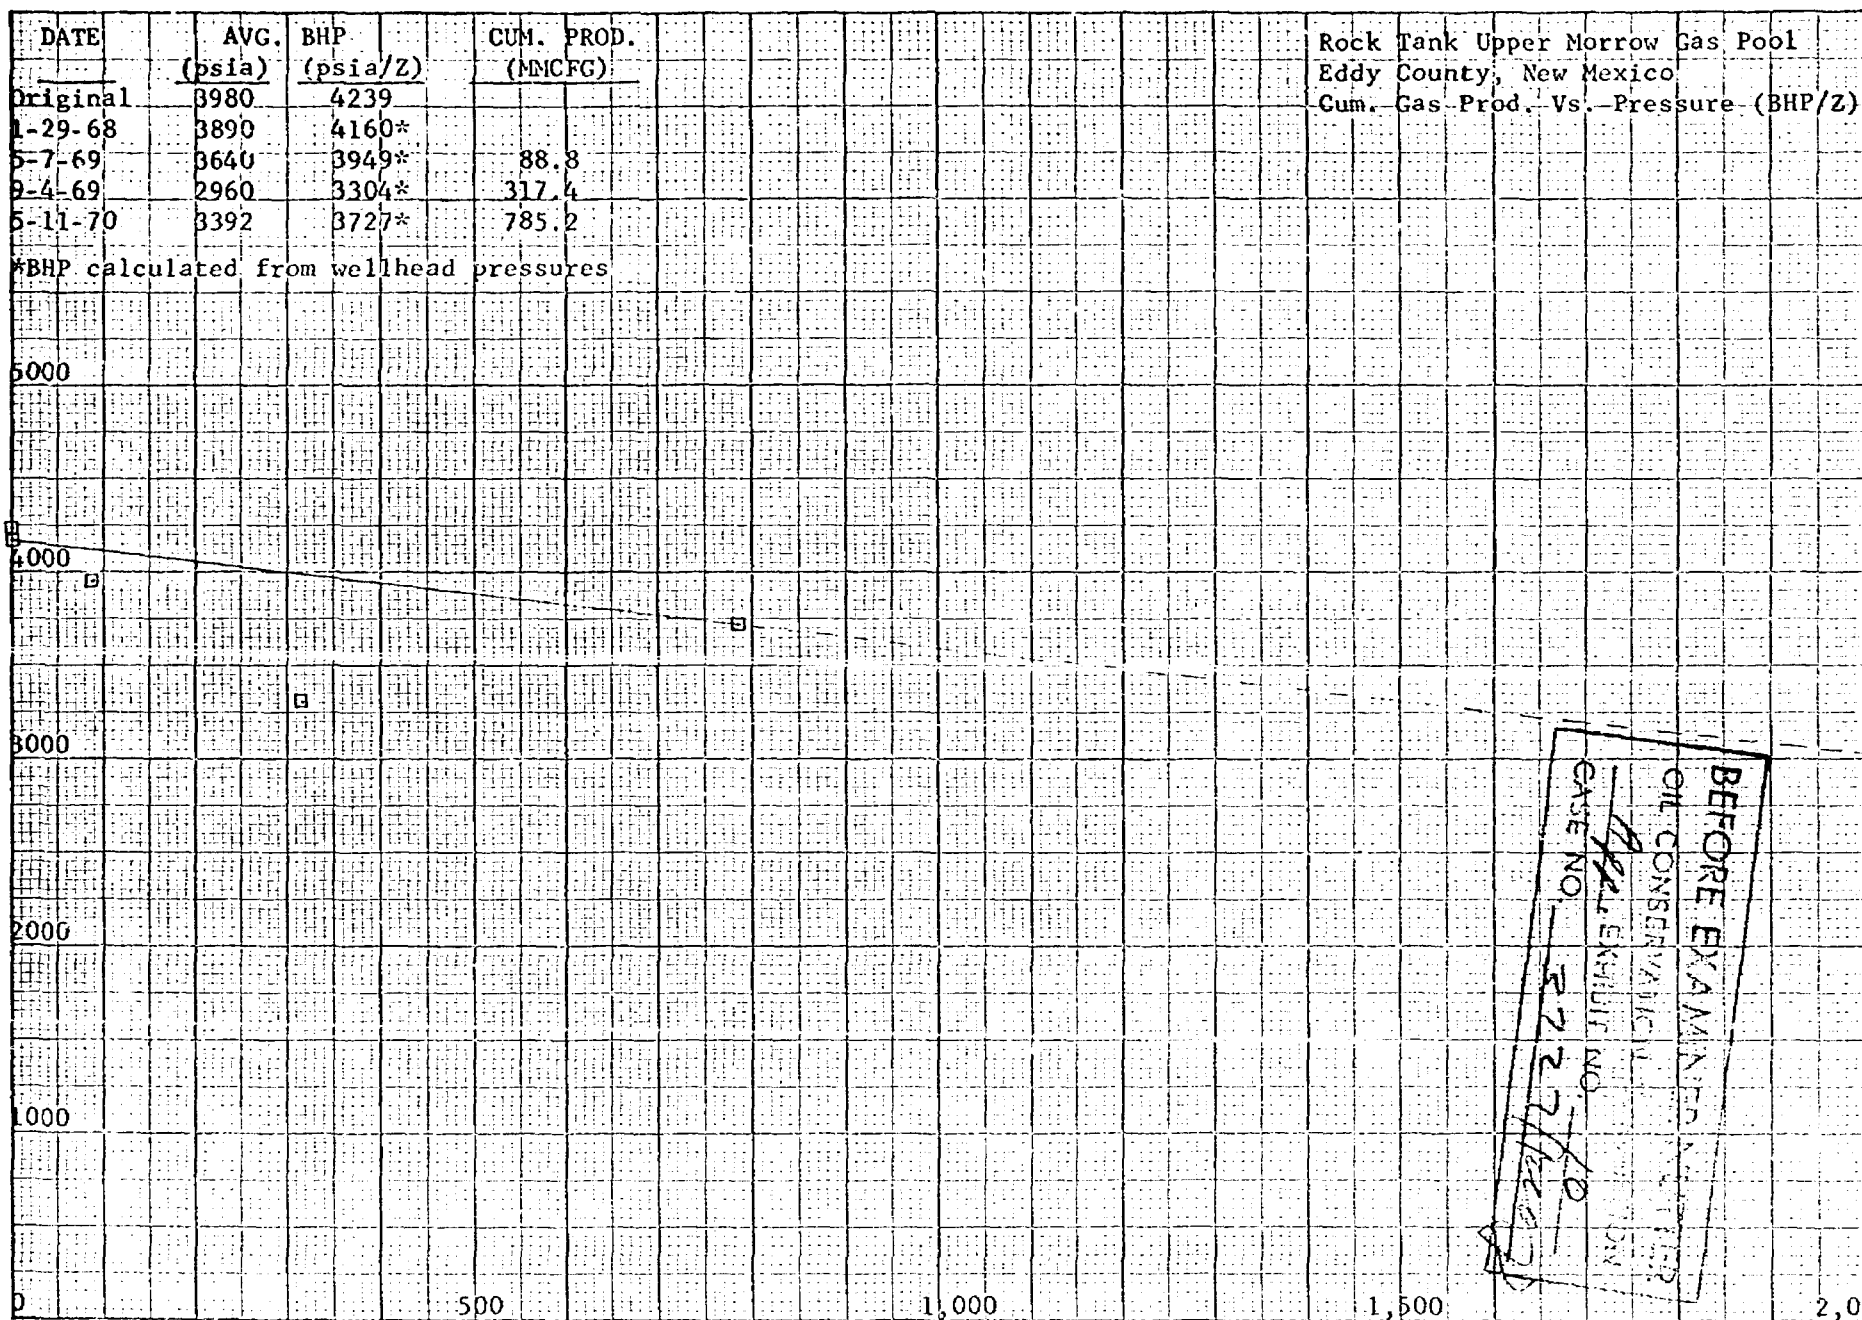 DATE AVG. BHP CUM. PROD.
(psia) (psia/Z) (MMCFG)
Original 3980 4239
1-29-68 3890 4160*
5-7-69 3640 3949* 88.8
9-4-69 2960 3304* 317.4
5-11-70 3392 3727* 785.2
*BHP calculated from wellhead pressures
Rock Tank Upper Morrow Gas Pool
Eddy County, New Mexico
Cum. Gas Prod. Vs. Pressure (BHP/Z)
5000
4000
3000
2000
1000
0 500 1,000 1,500 2,0
BEFORE EXAMINER
OIL CONSERVATION
EXHIBIT NO. 10
CASE NO.